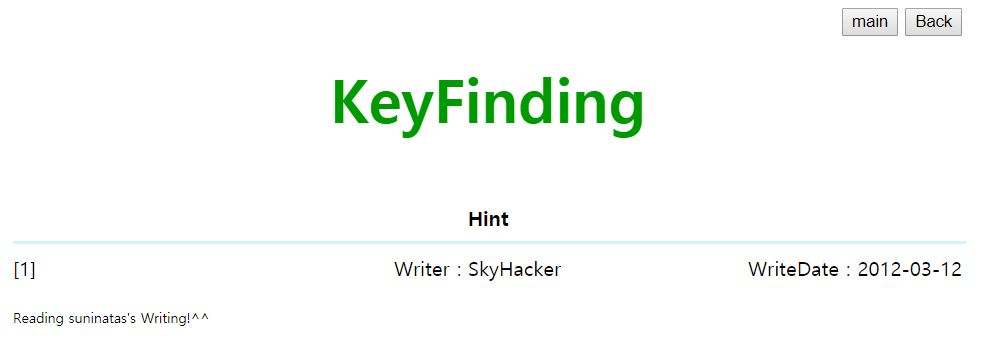 main Back
KeyFinding
Hint
[1] Writer : SkyHacker WriteDate : 2012-03-12
Reading suninatas's Writing!^^